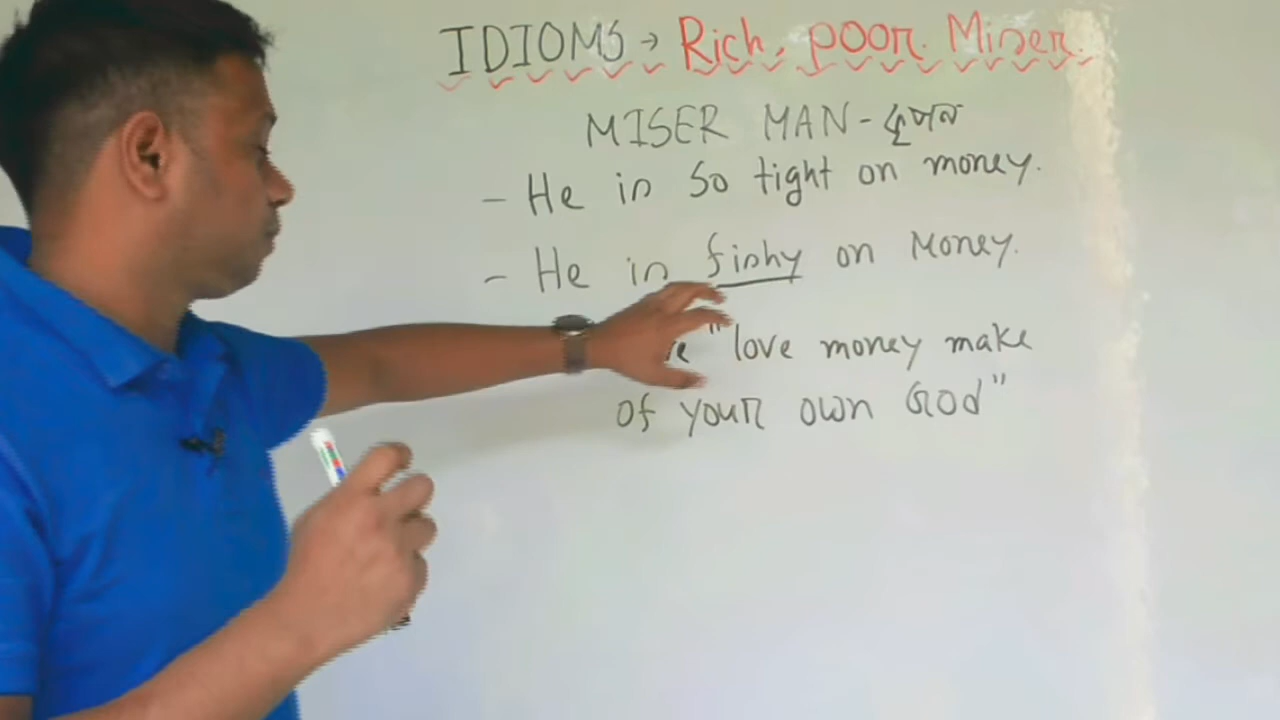 IDIOMS → Rich, POOR. Miser.
MISER MAN - কৃপন
- He is so tight on money.
- He is fishy on Money.
"love money make
of your own God"